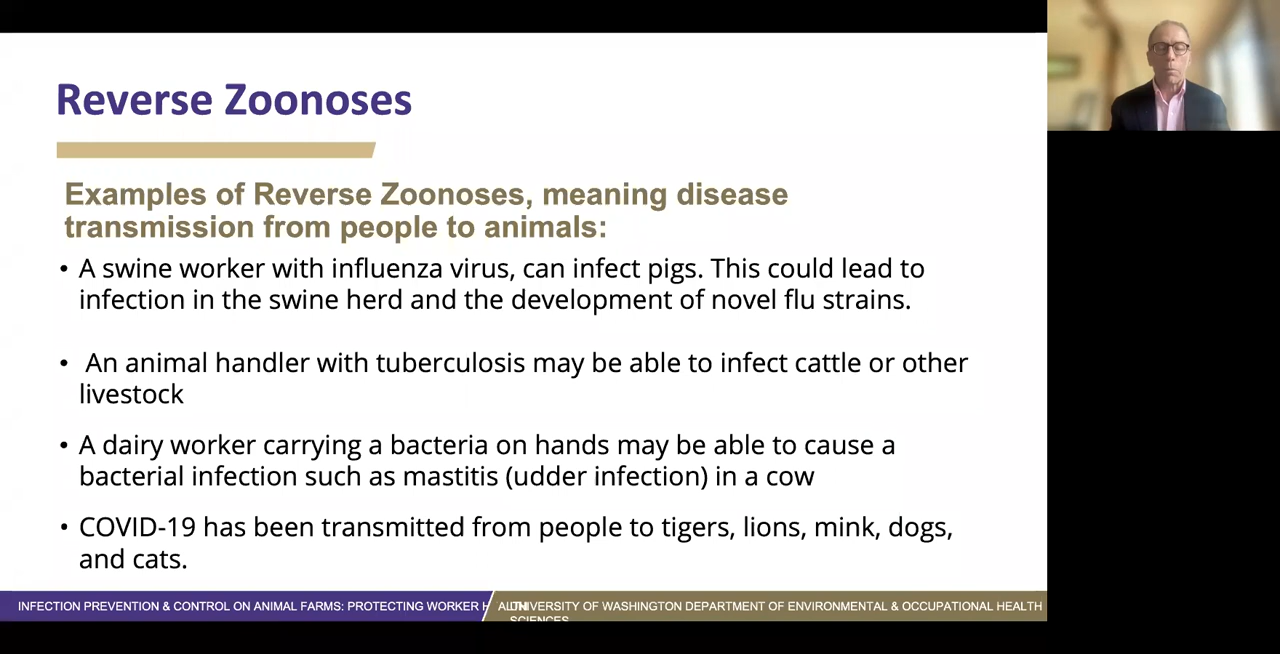 Reverse Zoonoses
Examples of Reverse Zoonoses, meaning disease
transmission from people to animals:
• A swine worker with influenza virus, can infect pigs. This could lead to
infection in the swine herd and the development of novel flu strains.
• An animal handler with tuberculosis may be able to infect cattle or other
livestock
• A dairy worker carrying a bacteria on hands may be able to cause a
bacterial infection such as mastitis (udder infection) in a cow
• COVID-19 has been transmitted from people to tigers, lions, mink, dogs,
and cats.
INFECTION PREVENTION & CONTROL ON ANIMAL FARMS: PROTECTING WORKER HEALTH
UNIVERSITY OF WASHINGTON DEPARTMENT OF ENVIRONMENTAL & OCCUPATIONAL HEALTH
SCIENCES